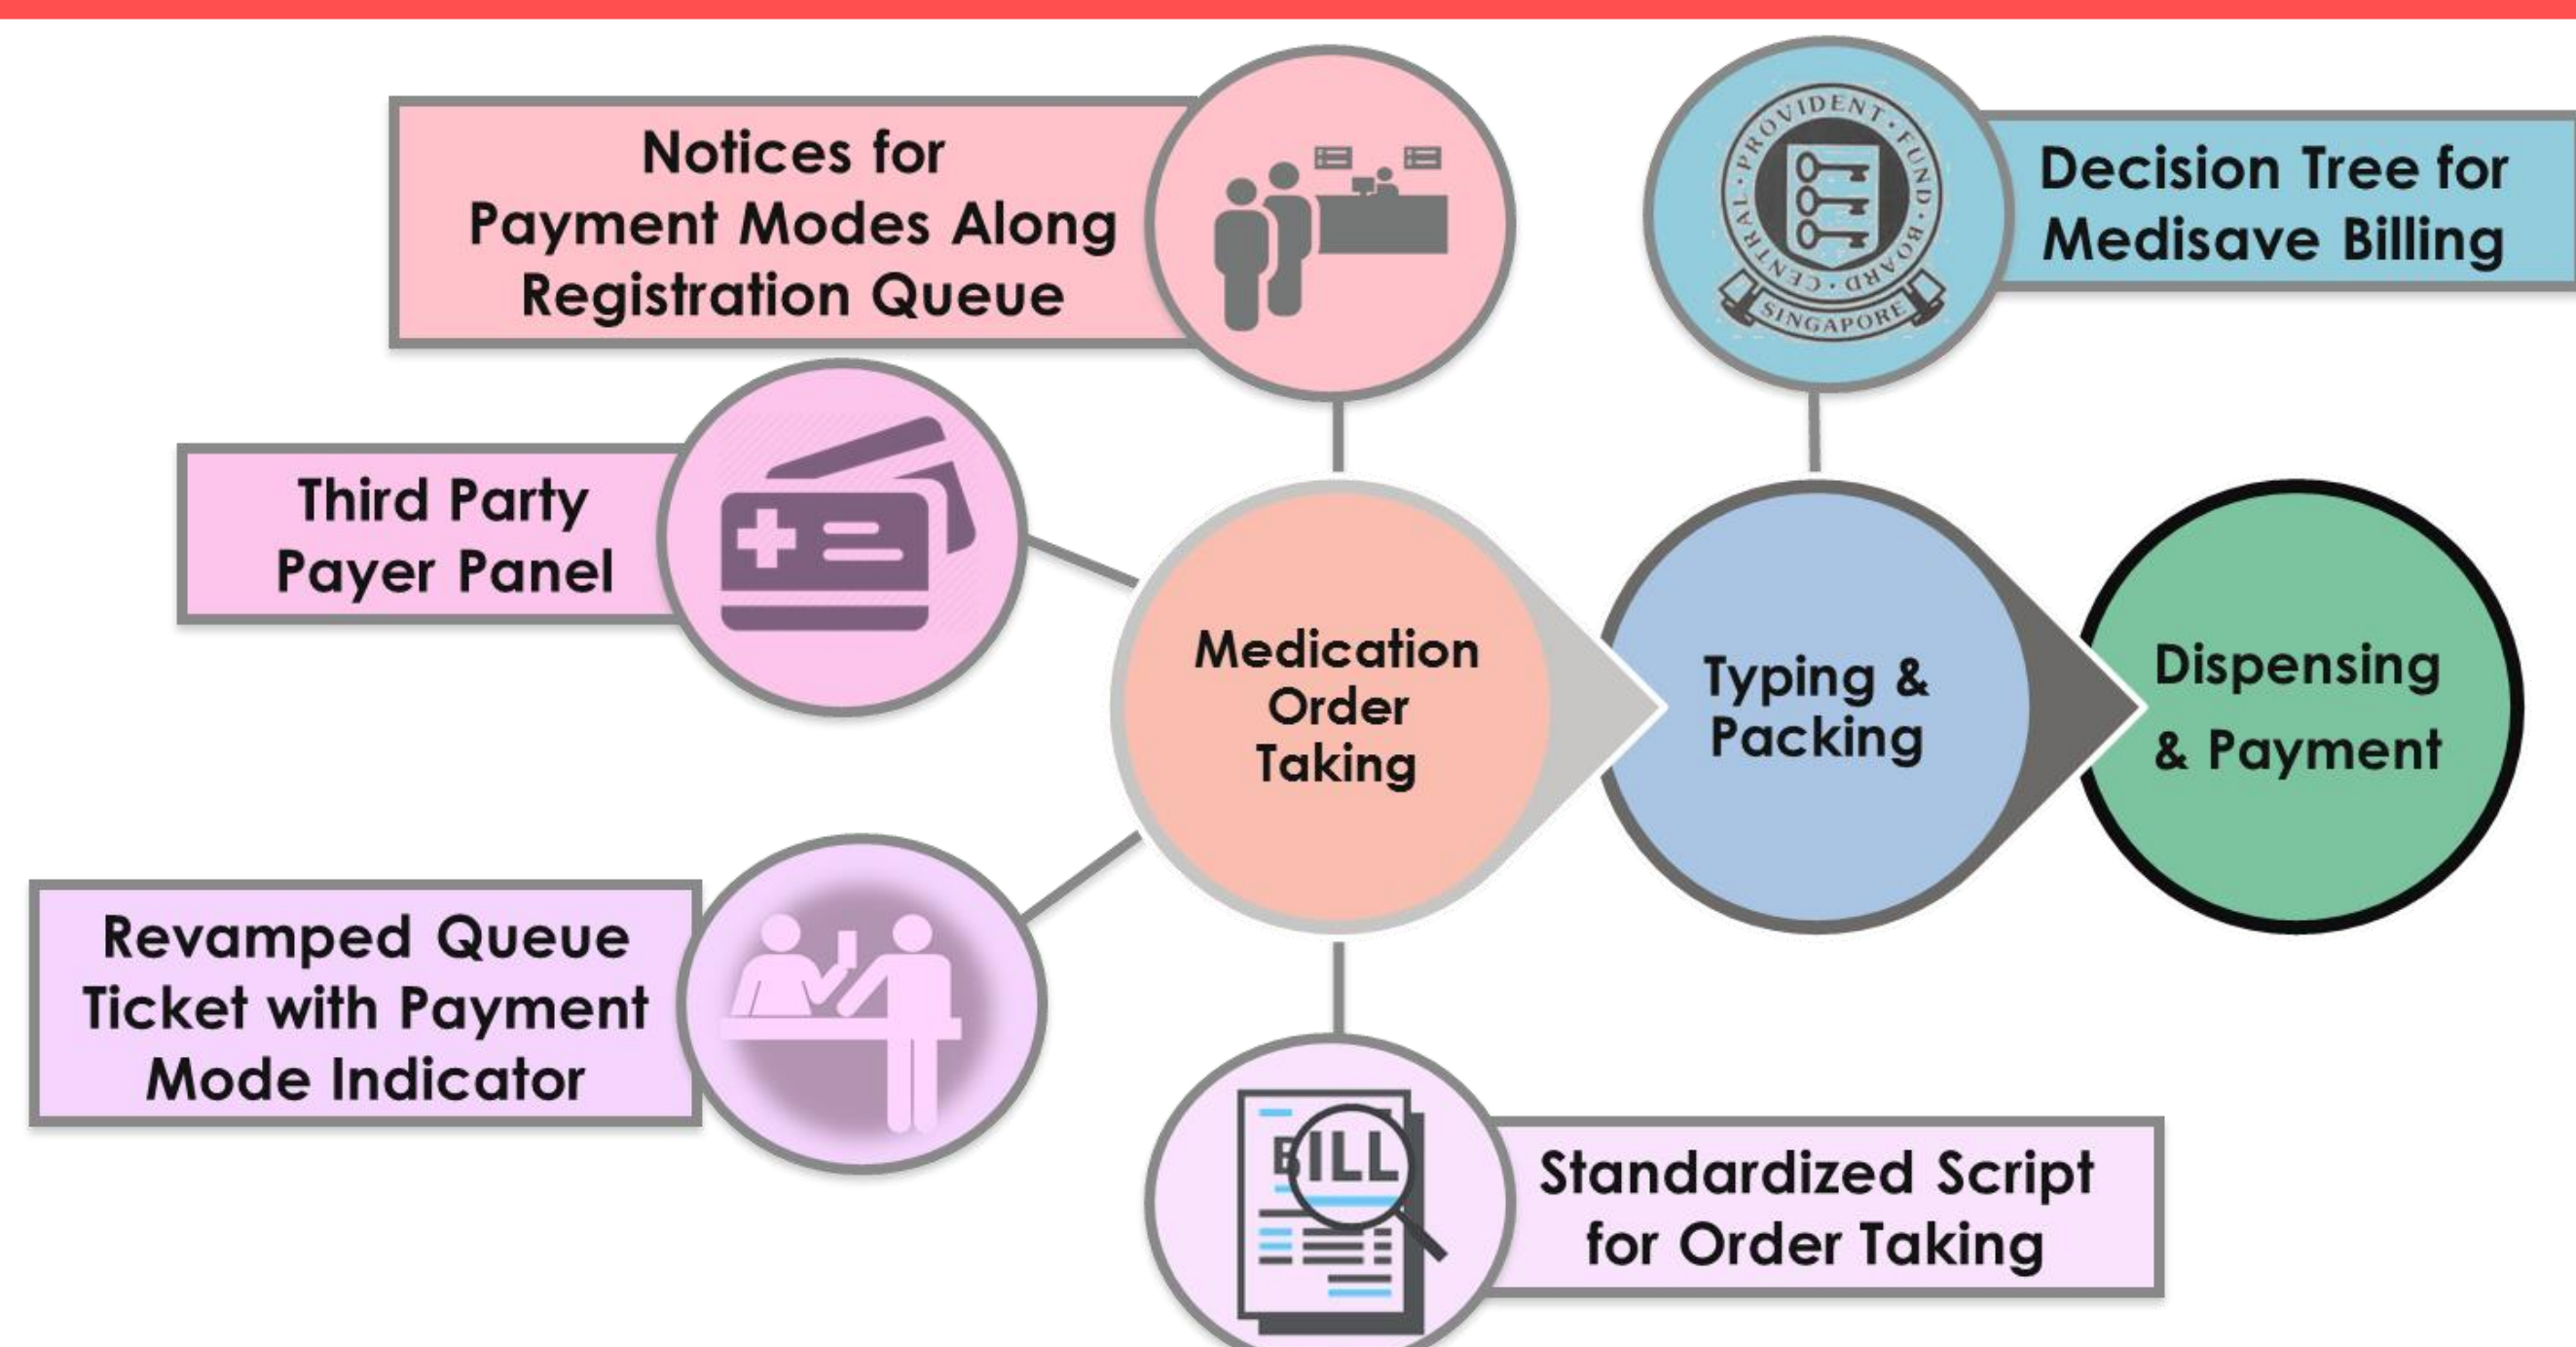 Notices for
Payment Modes Along
Registration Queue
CENTRAL · PROVIDENT · FUND · BOARD
SINGAPORE
Decision Tree for
Medisave Billing
Third Party
Payer Panel
Medication
Order
Taking
Typing &
Packing
Dispensing
& Payment
Revamped Queue
Ticket with Payment
Mode Indicator
BILL
Standardized Script
for Order Taking